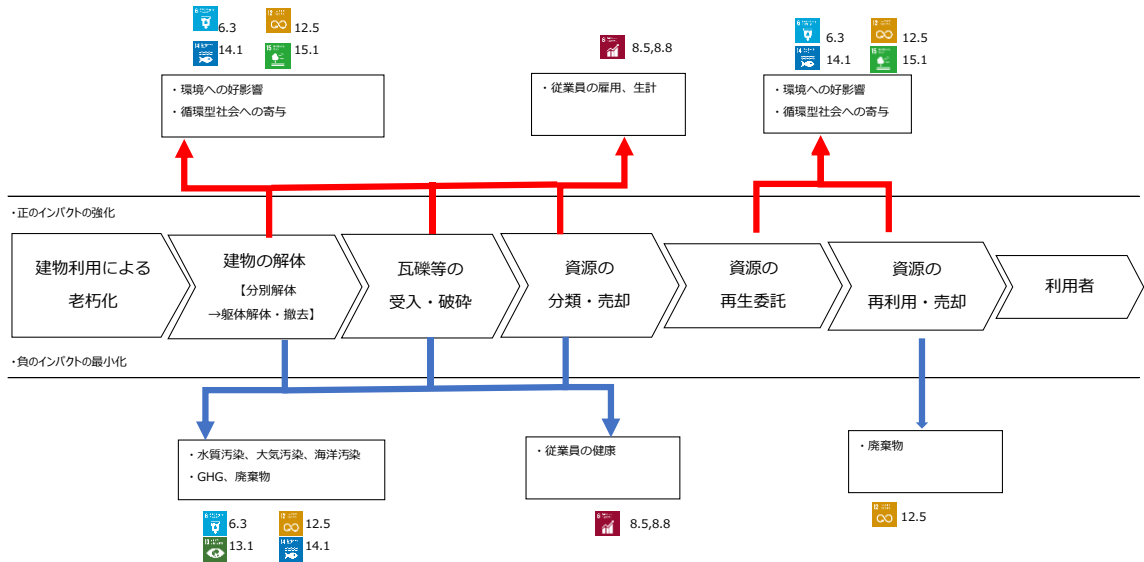 6.3
12.5
14.1
15.1
8.5,8.8
6.3
12.5
14.1
15.1
・環境への好影響
・循環型社会への寄与
・従業員の雇用、生計
・環境への好影響
・循環型社会への寄与
・正のインパクトの強化
建物利用による
老朽化
建物の解体
【分別解体
→躯体解体・撤去】
瓦礫等の
受入・破砕
資源の
分類・売却
資源の
再生委託
資源の
再利用・売却
利用者
・負のインパクトの最小化
・水質汚染、大気汚染、海洋汚染
・GHG、廃棄物
・従業員の健康
・廃棄物
6.3
12.5
13.1
14.1
8.5,8.8
12.5